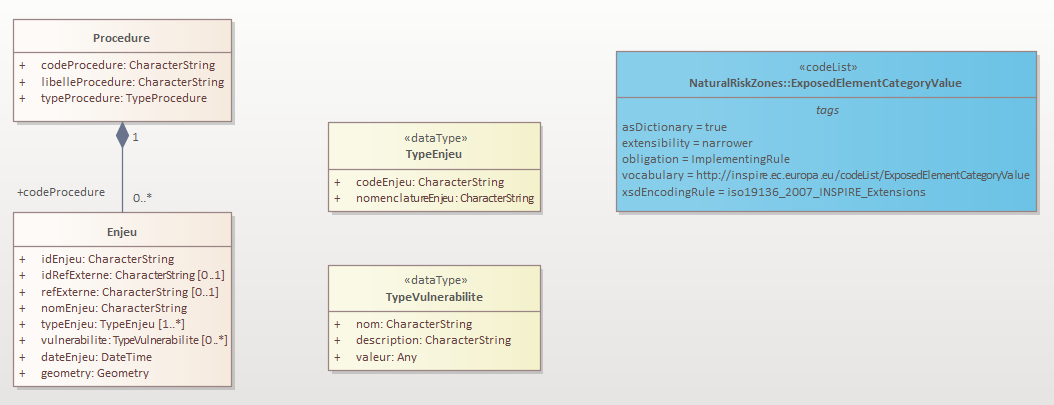 Procedure
+ codeProcedure: CharacterString
+ libelleProcedure: CharacterString
+ typeProcedure: TypeProcedure
1
+codeProcedure
0..*
Enjeu
+ idEnjeu: CharacterString
+ idRefExterne: CharacterString [0..1]
+ refExterne: CharacterString [0..1]
+ nomEnjeu: CharacterString
+ typeEnjeu: TypeEnjeu [1..*]
+ vulnerabilite: TypeVulnerabilite [0..*]
+ dateEnjeu: DateTime
+ geometry: Geometry
«dataType»
TypeEnjeu
+ codeEnjeu: CharacterString
+ nomenclatureEnjeu: CharacterString
«dataType»
TypeVulnerabilite
+ nom: CharacterString
+ description: CharacterString
+ valeur: Any
«codeList»
NaturalRiskZones::ExposedElementCategoryValue
tags
asDictionary = true
extensibility = narrower
obligation = ImplementingRule
vocabulary = http://inspire.ec.europa.eu/codeList/ExposedElementCategoryValue
xsdEncodingRule = iso19136_2007_INSPIRE_Extensions